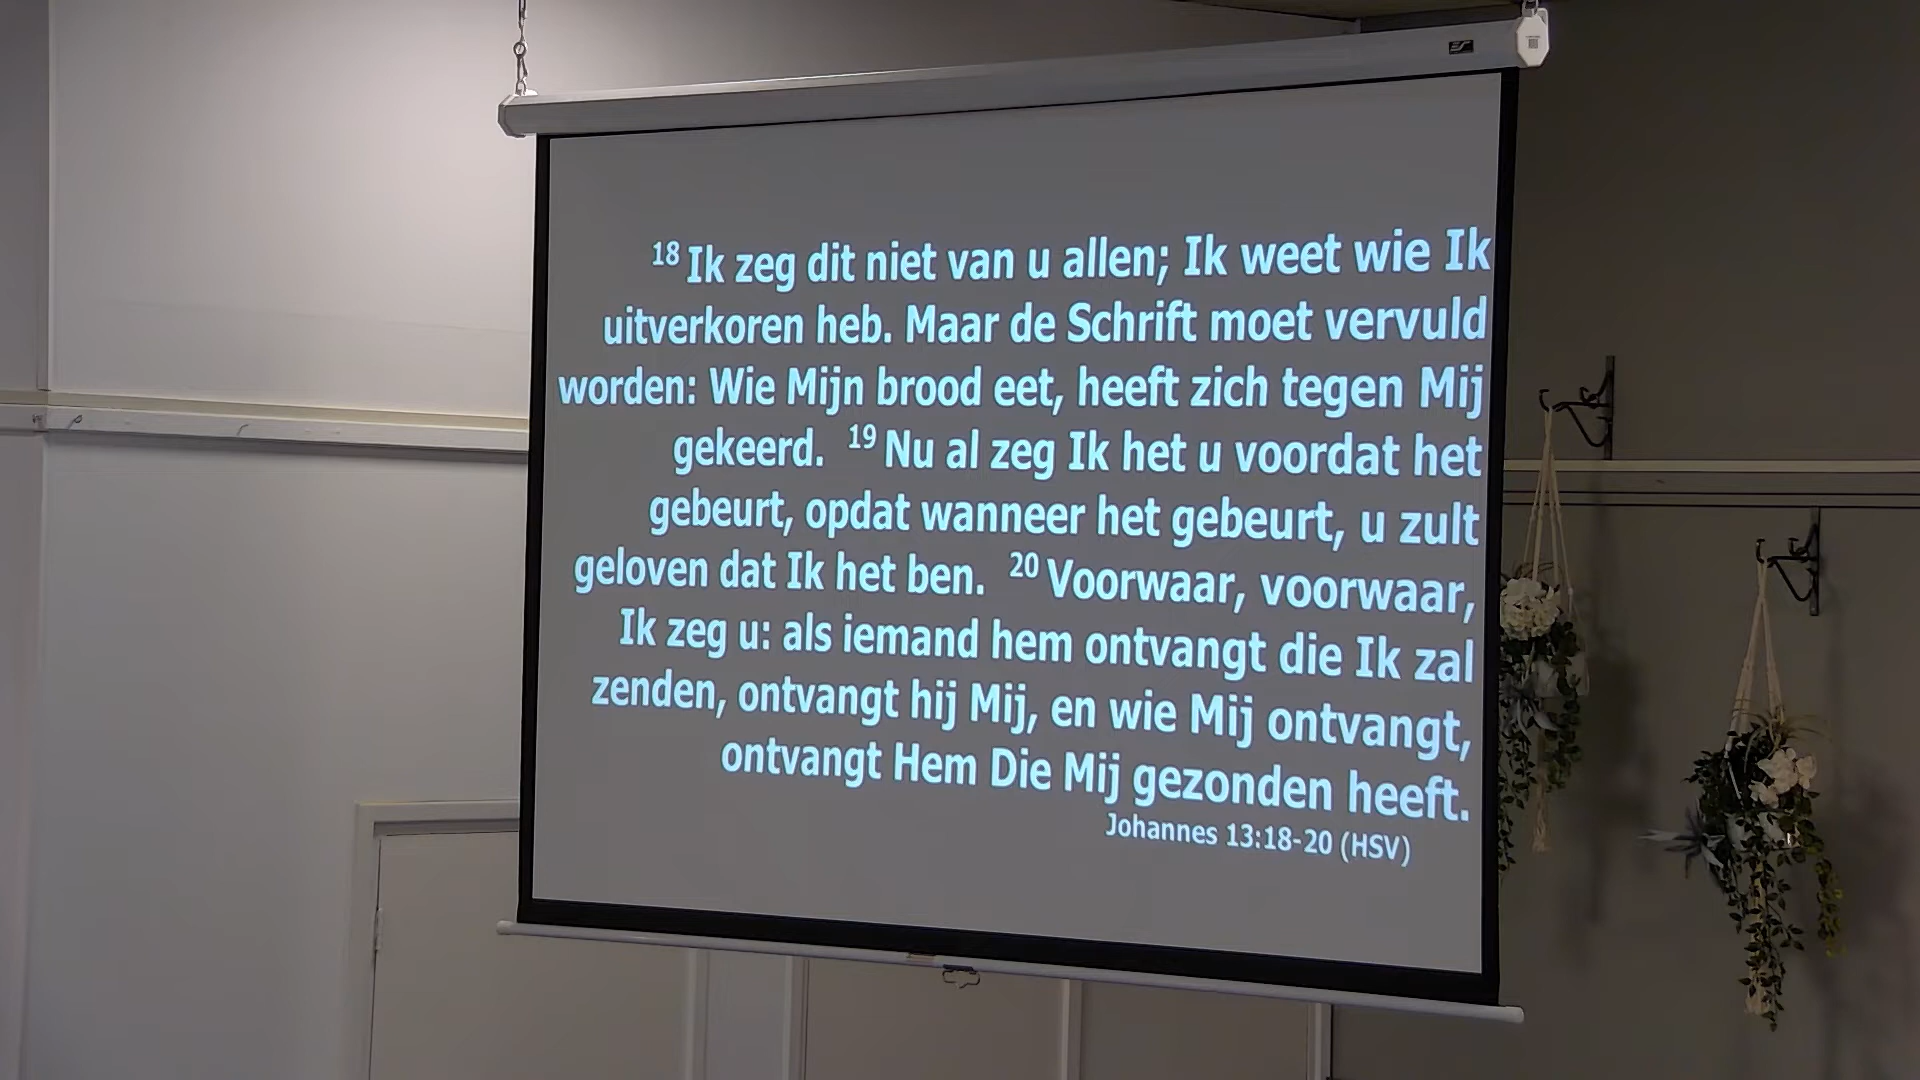 18 Ik zeg dit niet van u allen; Ik weet wie Ik
uitverkoren heb. Maar de Schrift moet vervuld
worden: Wie Mijn brood eet, heeft zich tegen Mij
gekeerd. 19 Nu al zeg Ik het u voordat het
gebeurt, opdat wanneer het gebeurt, u zult
geloven dat Ik het ben. 20 Voorwaar, voorwaar,
Ik zeg u: als iemand hem ontvangt die Ik zal
zenden, ontvangt hij Mij, en wie Mij ontvangt,
ontvangt Hem Die Mij gezonden heeft.
Johannes 13:18-20 (HSV)